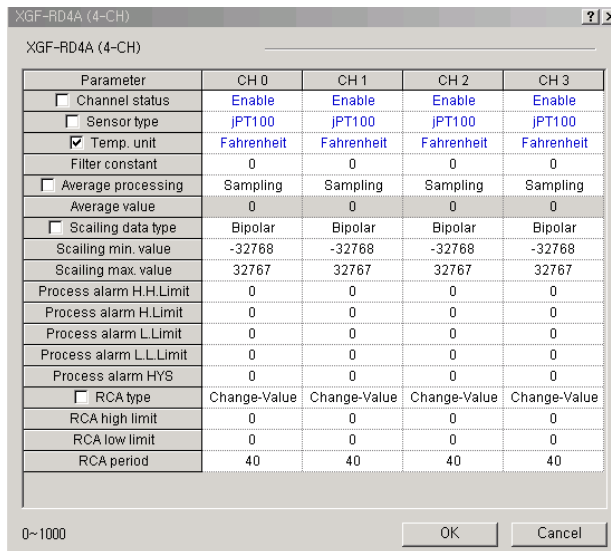 XGF-RD4A (4-CH)
XGF-RD4A (4-CH)
Parameter CH 0 CH 1 CH 2 CH 3
Channel status Enable Enable Enable Enable
Sensor type jPT100 jPT100 jPT100 jPT100
Temp. unit Fahrenheit Fahrenheit Fahrenheit Fahrenheit
Filter constant 0 0 0 0
Average processing Sampling Sampling Sampling Sampling
Average value 0 0 0 0
Scailing data type Bipolar Bipolar Bipolar Bipolar
Scailing min. value -32768 -32768 -32768 -32768
Scailing max. value 32767 32767 32767 32767
Process alarm H.H.Limit 0 0 0 0
Process alarm H.Limit 0 0 0 0
Process alarm L.Limit 0 0 0 0
Process alarm L.L.Limit 0 0 0 0
Process alarm HYS 0 0 0 0
RCA type Change-Value Change-Value Change-Value Change-Value
RCA high limit 0 0 0 0
RCA low limit 0 0 0 0
RCA period 40 40 40 40
0~1000 OK Cancel